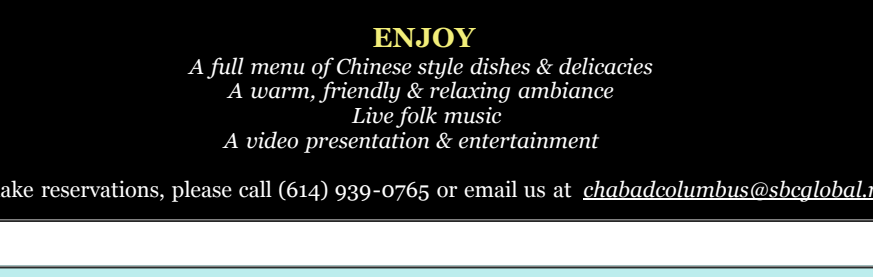 ENJOY
A full menu of Chinese style dishes & delicacies
A warm, friendly & relaxing ambiance
Live folk music
A video presentation & entertainment
ake reservations, please call (614) 939-0765 or email us at chabadcolumbus@sbcglobal.n